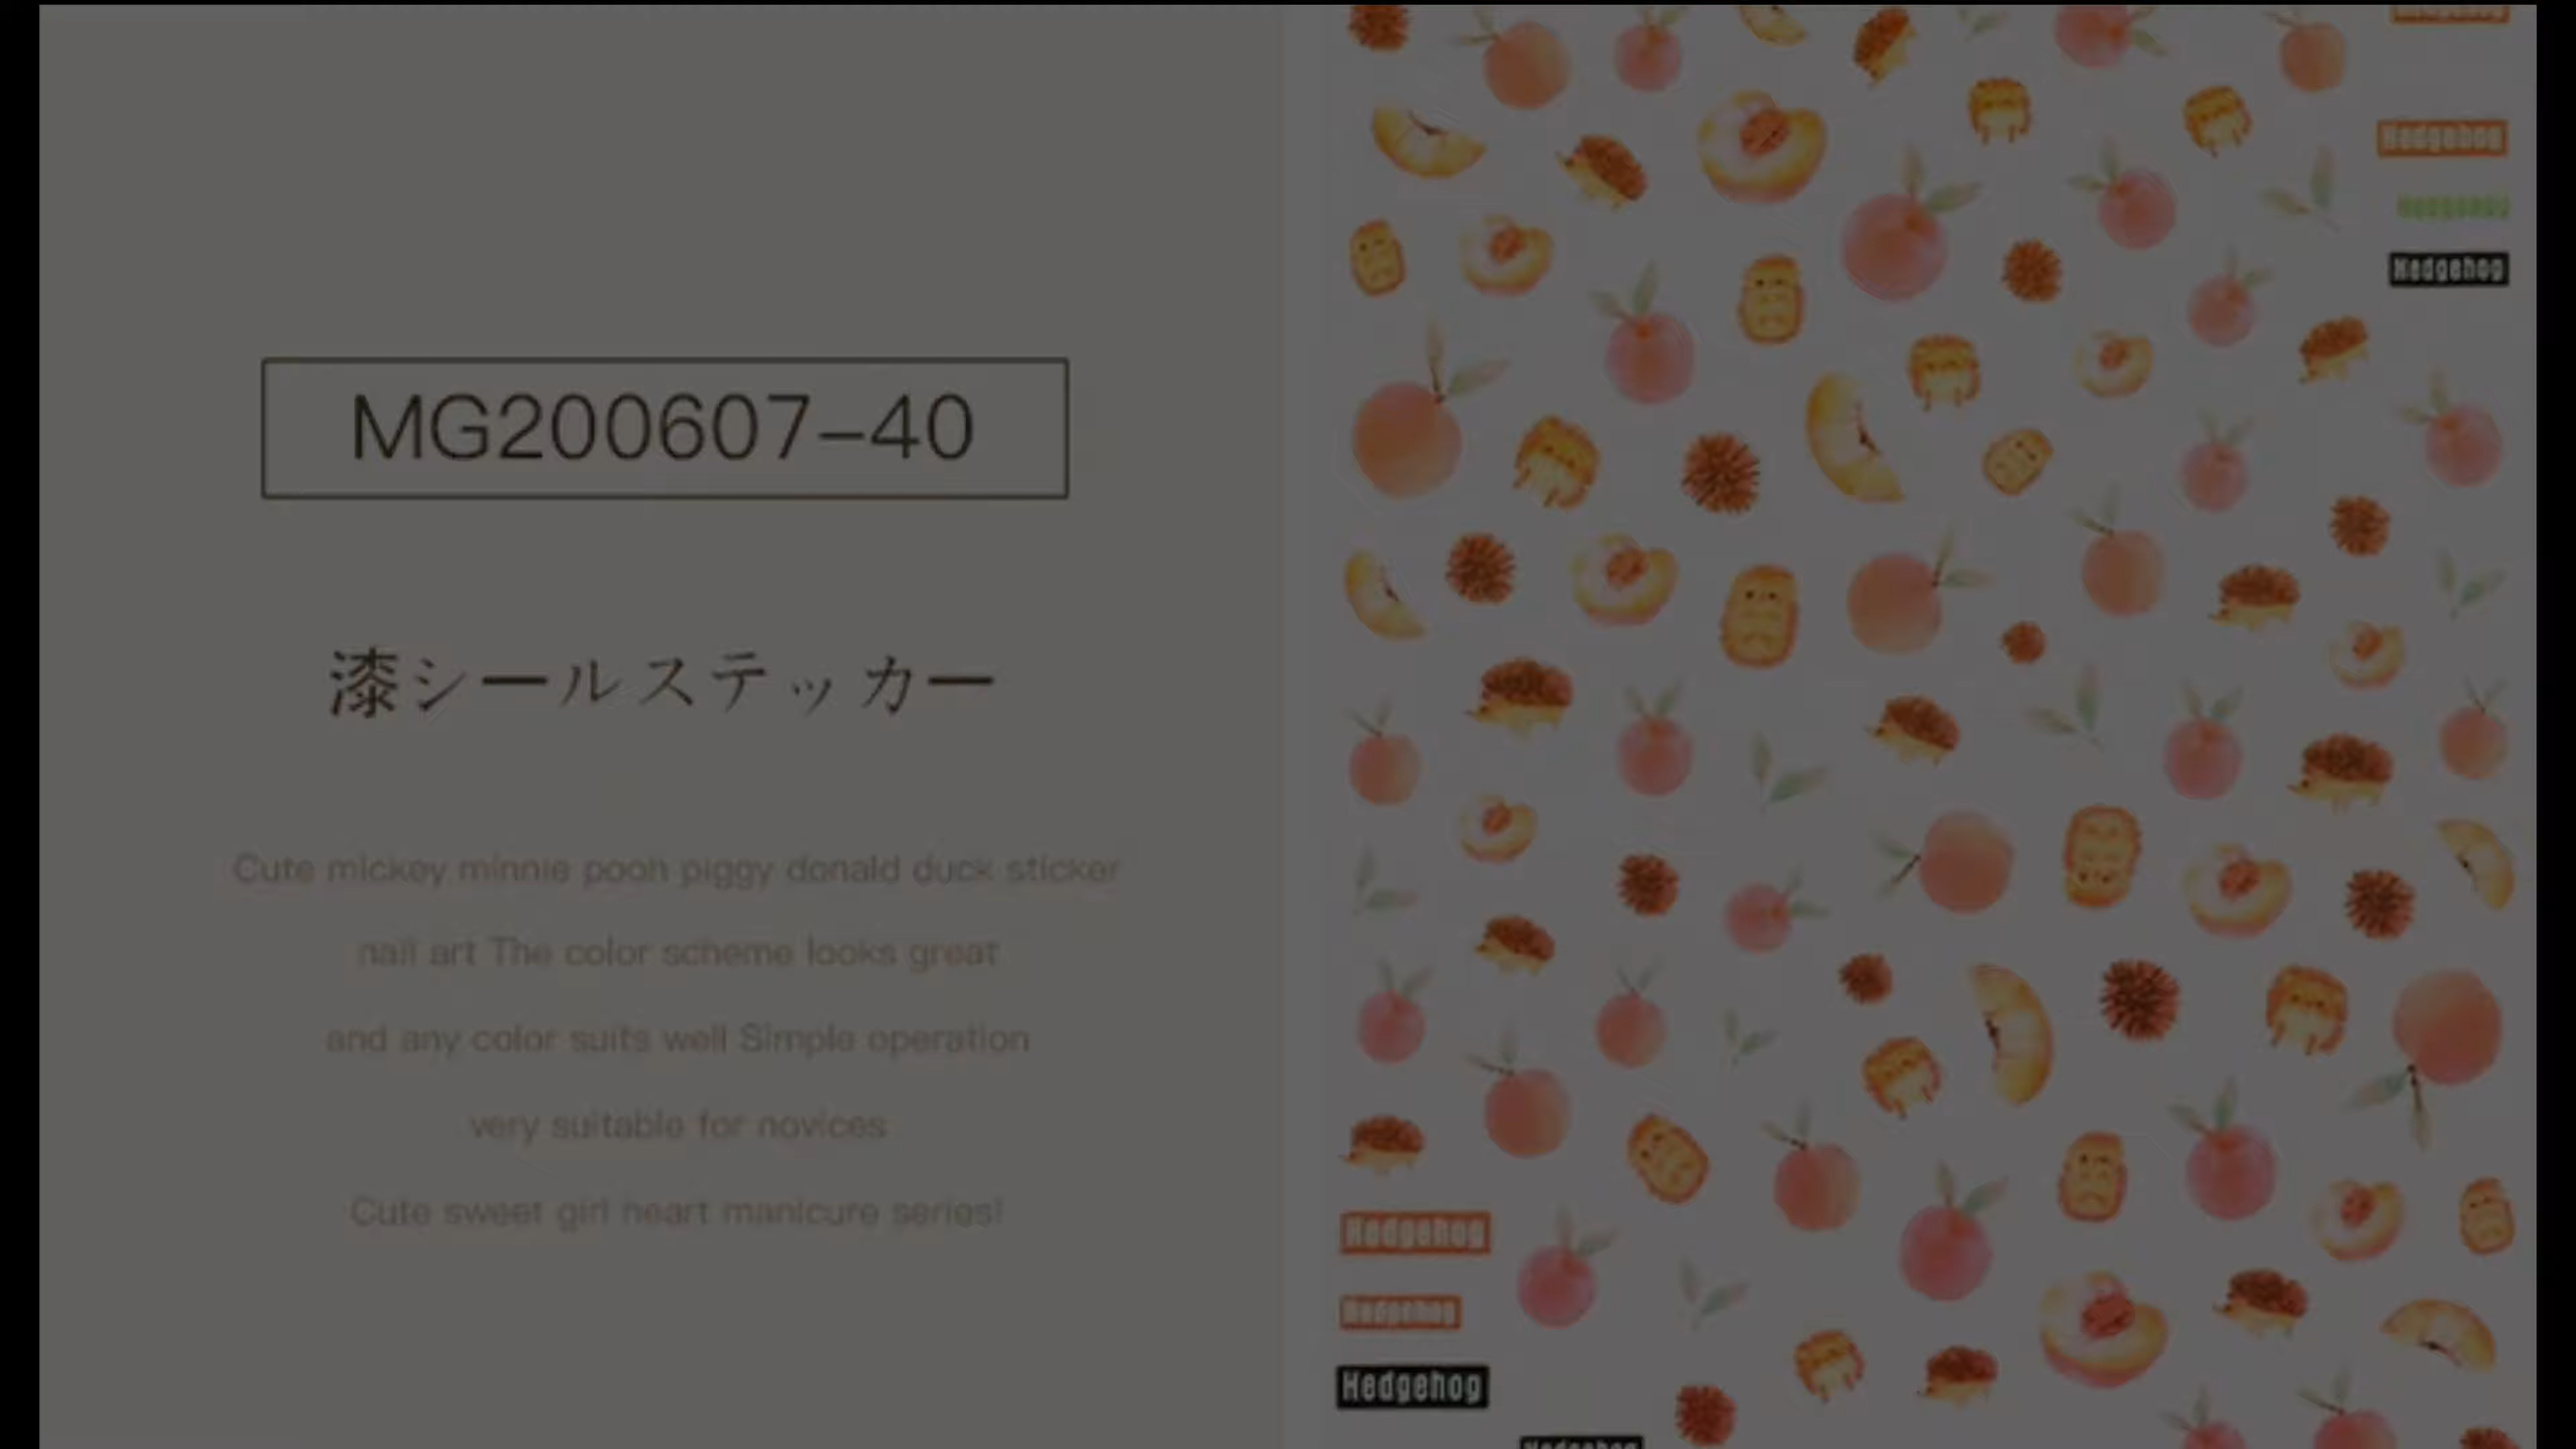 MG200607-40
漆シールステッカー
Cute mickey minnie pooh piggy donald duck sticker
nail art The color scheme looks great
and any color suits well Simple operation
very suitable for novices
Cute sweet girl heart manicure series!
Hedgehog
Hedgehog
Hedgehog
Hedgehog
Hedgehog
Hedgehog